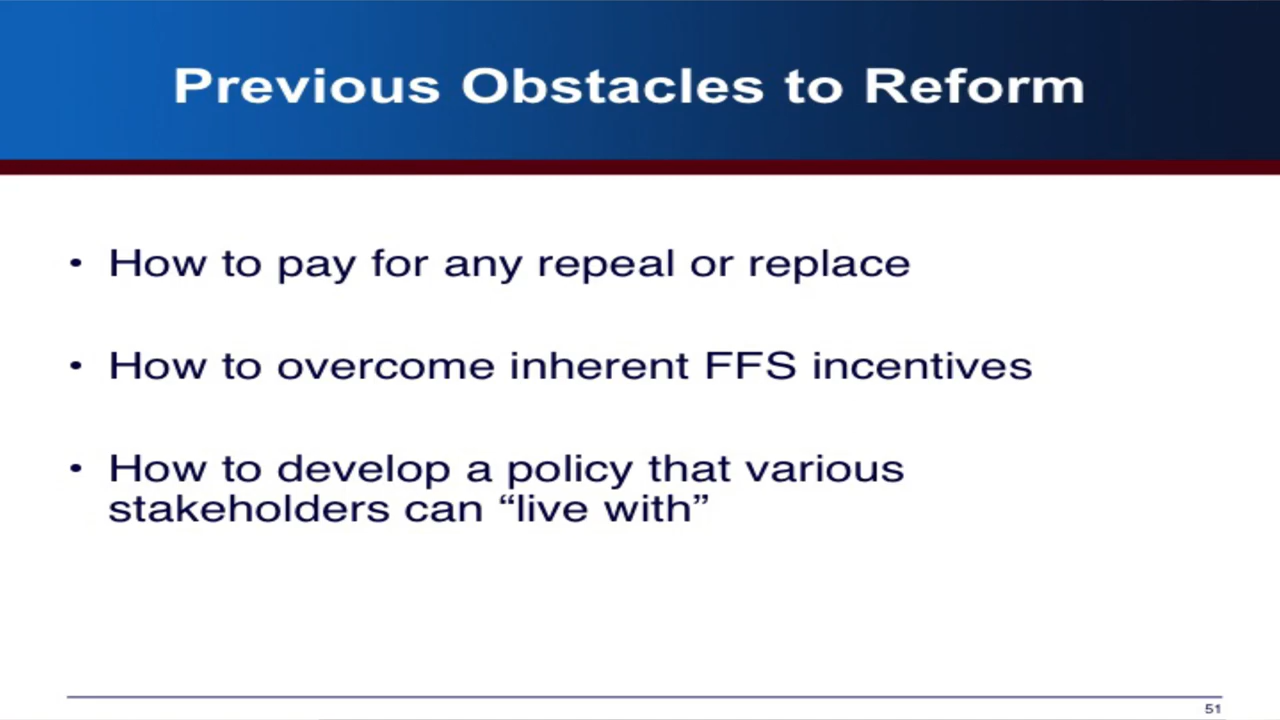 Previous Obstacles to Reform
• How to pay for any repeal or replace
• How to overcome inherent FFS incentives
• How to develop a policy that various
stakeholders can “live with”
51